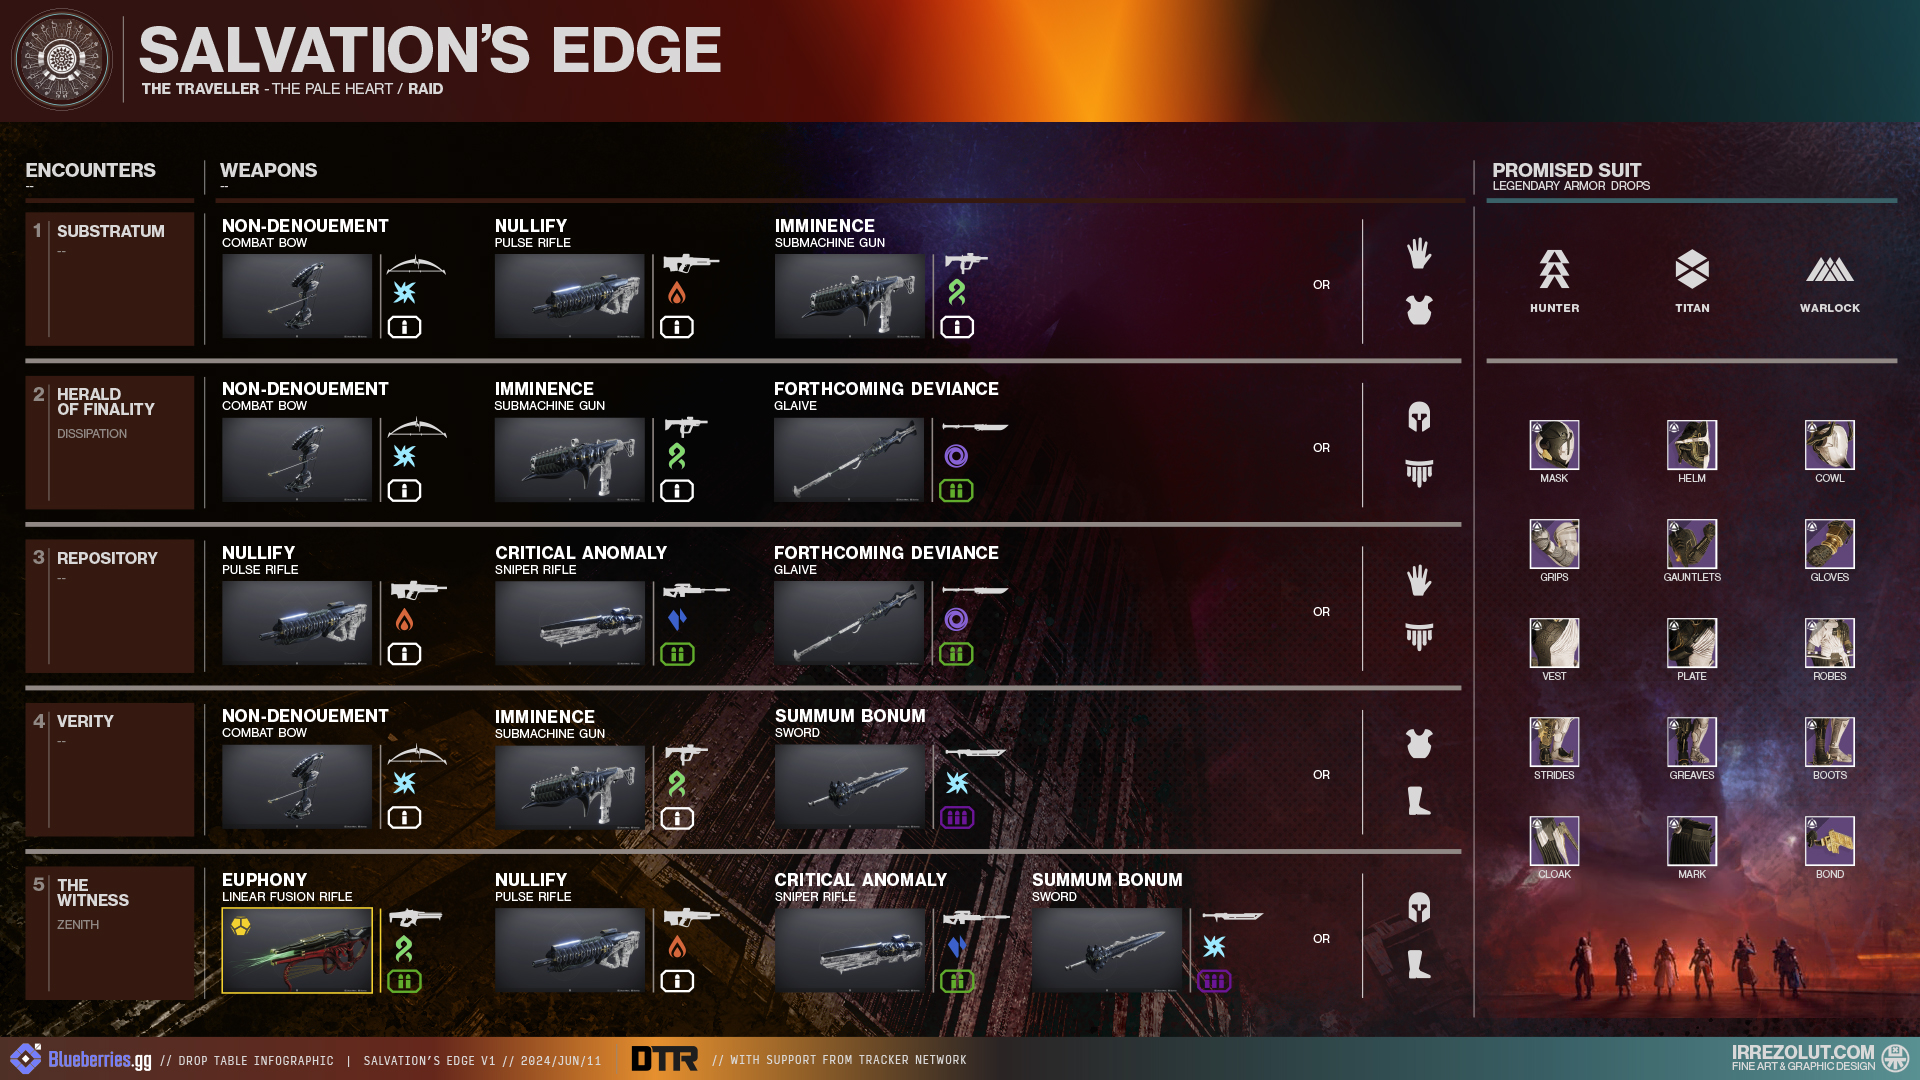 SALVATION'S EDGE
THE TRAVELLER - THE PALE HEART / RAID
ENCOUNTERS
--
WEAPONS
--
PROMISED SUIT
LEGENDARY ARMOR DROPS
1 SUBSTRATUM
--
NON-DENOUEMENT
COMBAT BOW
NULLIFY
PULSE RIFLE
IMMINENCE
SUBMACHINE GUN
OR
HUNTER
TITAN
WARLOCK
2 HERALD
OF FINALITY
DISSIPATION
NON-DENOUEMENT
COMBAT BOW
IMMINENCE
SUBMACHINE GUN
FORTHCOMING DEVIANCE
GLAIVE
OR
3 REPOSITORY
--
NULLIFY
PULSE RIFLE
CRITICAL ANOMALY
SNIPER RIFLE
FORTHCOMING DEVIANCE
GLAIVE
OR
4 VERITY
--
NON-DENOUEMENT
COMBAT BOW
IMMINENCE
SUBMACHINE GUN
SUMMUM BONUM
SWORD
OR
5 THE
WITNESS
ZENITH
EUPHONY
LINEAR FUSION RIFLE
NULLIFY
PULSE RIFLE
CRITICAL ANOMALY
SNIPER RIFLE
SUMMUM BONUM
SWORD
OR
MASK
HELM
COWL
GRIPS
GAUNTLETS
GLOVES
VEST
PLATE
ROBES
STRIDES
GREAVES
BOOTS
CLOAK
MARK
BOND
Blueberries.gg // DROP TABLE INFOGRAPHIC | SALVATION'S EDGE V1 // 2024/JUN/11
DTR // WITH SUPPORT FROM TRACKER NETWORK
IRREZOLUT.COM
FINE ART & GRAPHIC DESIGN